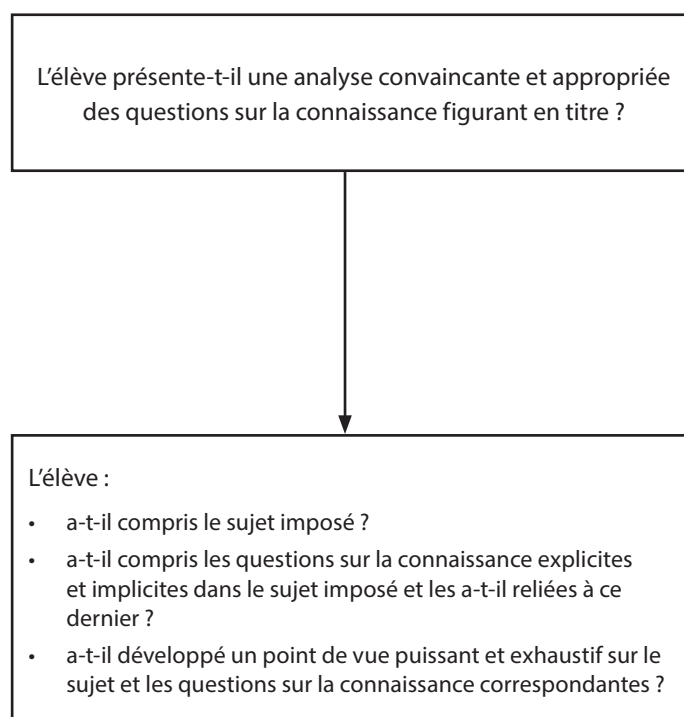 L’élève présente-t-il une analyse convaincante et appropriée
des questions sur la connaissance figurant en titre ?
L’élève :
• a-t-il compris le sujet imposé ?
• a-t-il compris les questions sur la connaissance explicites
et implicites dans le sujet imposé et les a-t-il reliées à ce
dernier ?
• a-t-il développé un point de vue puissant et exhaustif sur le
sujet et les questions sur la connaissance correspondantes ?